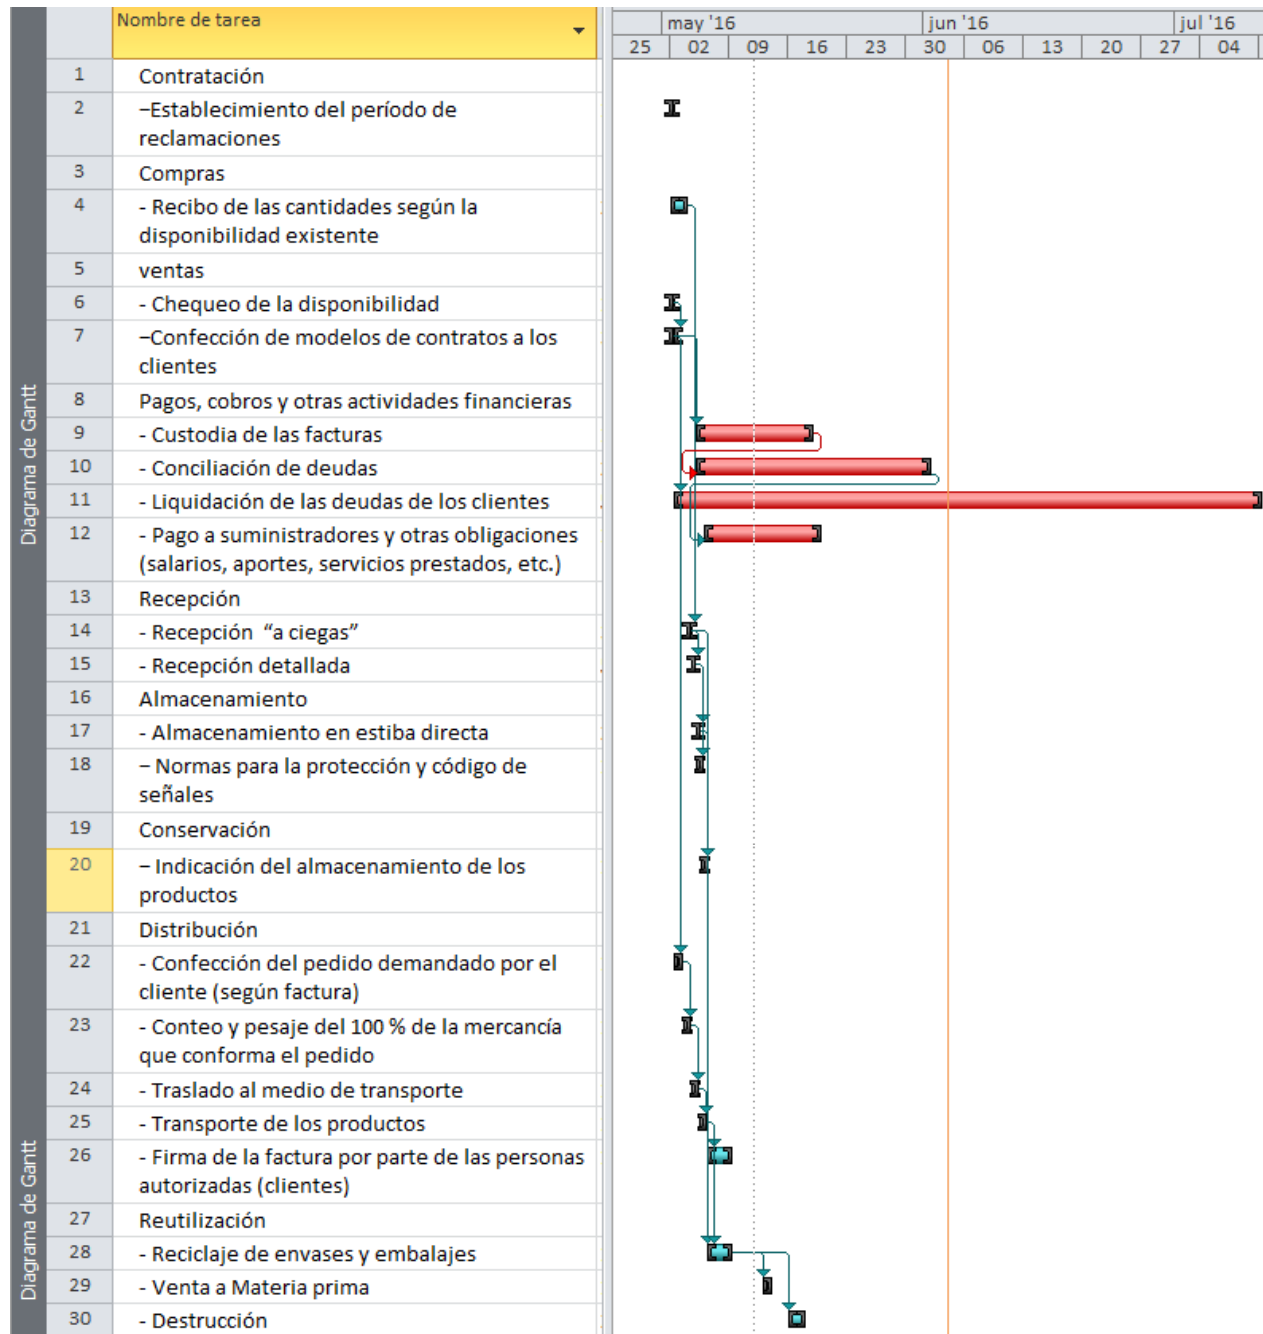 Nombre de tarea
may '16
jun '16
jul '16
25 02 09 16 23 30 06 13 20 27 04
1 Contratación
2 −Establecimiento del período de
reclamaciones
3 Compras
4 - Recibo de las cantidades según la
disponibilidad existente
5 ventas
6 - Chequeo de la disponibilidad
7 −Confección de modelos de contratos a los
clientes
8 Pagos, cobros y otras actividades financieras
9 - Custodia de las facturas
10 - Conciliación de deudas
11 - Liquidación de las deudas de los clientes
12 - Pago a suministradores y otras obligaciones
(salarios, aportes, servicios prestados, etc.)
13 Recepción
14 - Recepción “a ciegas”
15 - Recepción detallada
16 Almacenamiento
17 - Almacenamiento en estiba directa
18 − Normas para la protección y código de
señales
19 Conservación
20 − Indicación del almacenamiento de los
productos
21 Distribución
22 - Confección del pedido demandado por el
cliente (según factura)
23 - Conteo y pesaje del 100 % de la mercancía
que conforma el pedido
24 - Traslado al medio de transporte
25 - Transporte de los productos
26 - Firma de la factura por parte de las personas
autorizadas (clientes)
27 Reutilización
28 - Reciclaje de envases y embalajes
29 - Venta a Materia prima
30 - Destrucción
Diagrama de Gantt
Diagrama de Gantt